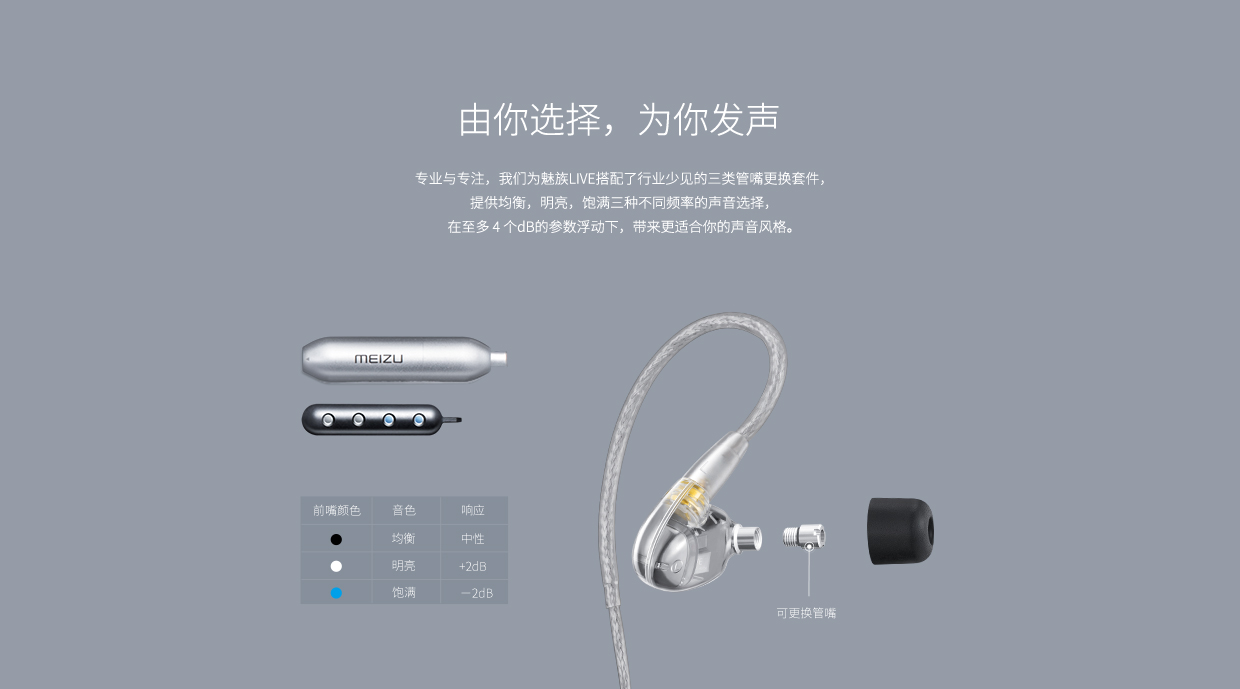 由你选择，为你发声
专业与专注，我们为魅族LIVE搭配了行业少见的三类管嘴更换套件，
提供均衡，明亮，饱满三种不同频率的声音选择，
在至多 4 个dB的参数浮动下，带来更适合你的声音风格。
MEIZU
前嘴颜色 音色 响应
均衡 中性
明亮 +2dB
饱满 －2dB
可更换管嘴